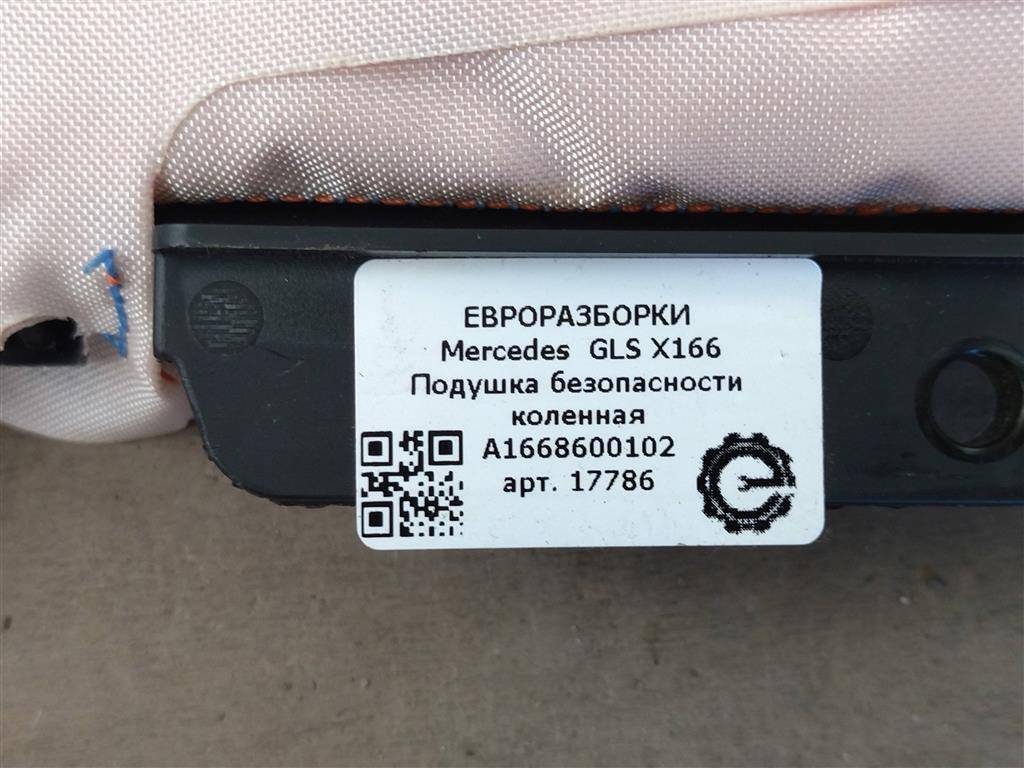 ЕВРОРАЗБОРКИ
Mercedes GLS X166
Подушка безопасности
коленная
A1668600102
арт. 17786